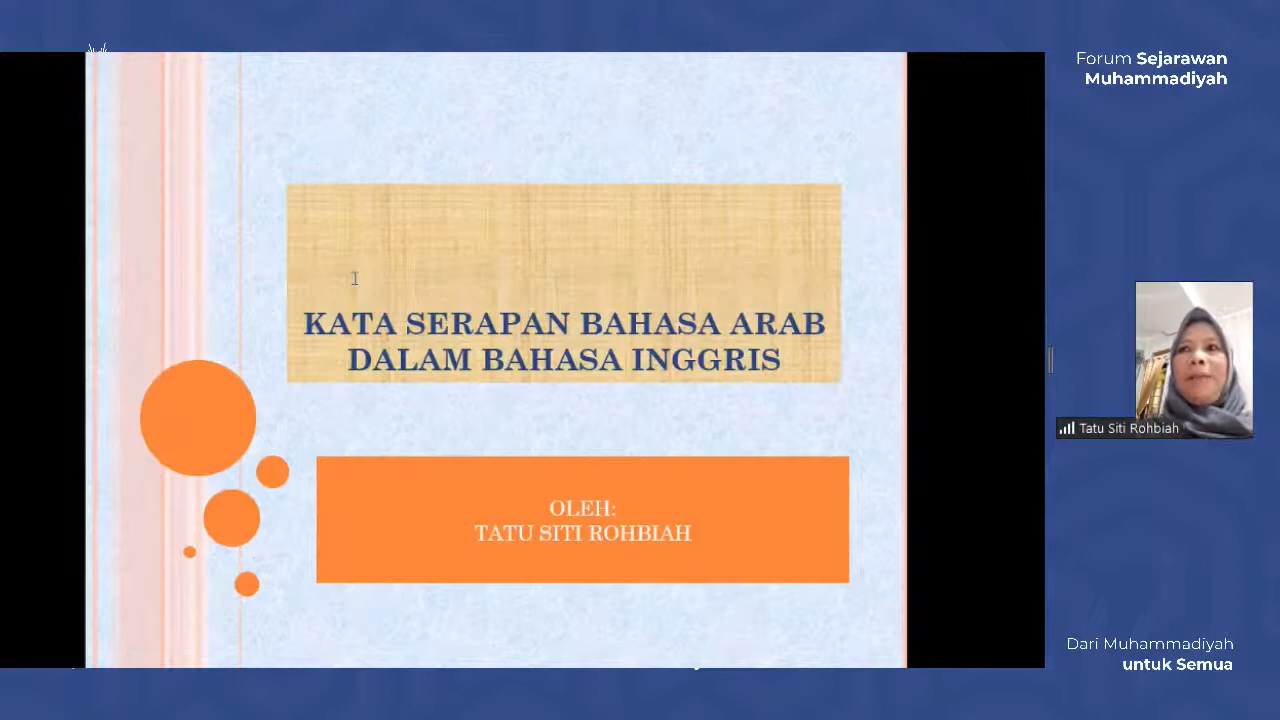 Forum Sejarawan
Muhammadiyah
KATA SERAPAN BAHASA ARAB
DALAM BAHASA INGGRIS
OLEH:
TATU SITI ROHBIAH
Tatu Siti Rohbiah
Dari Muhammadiyah
untuk Semua